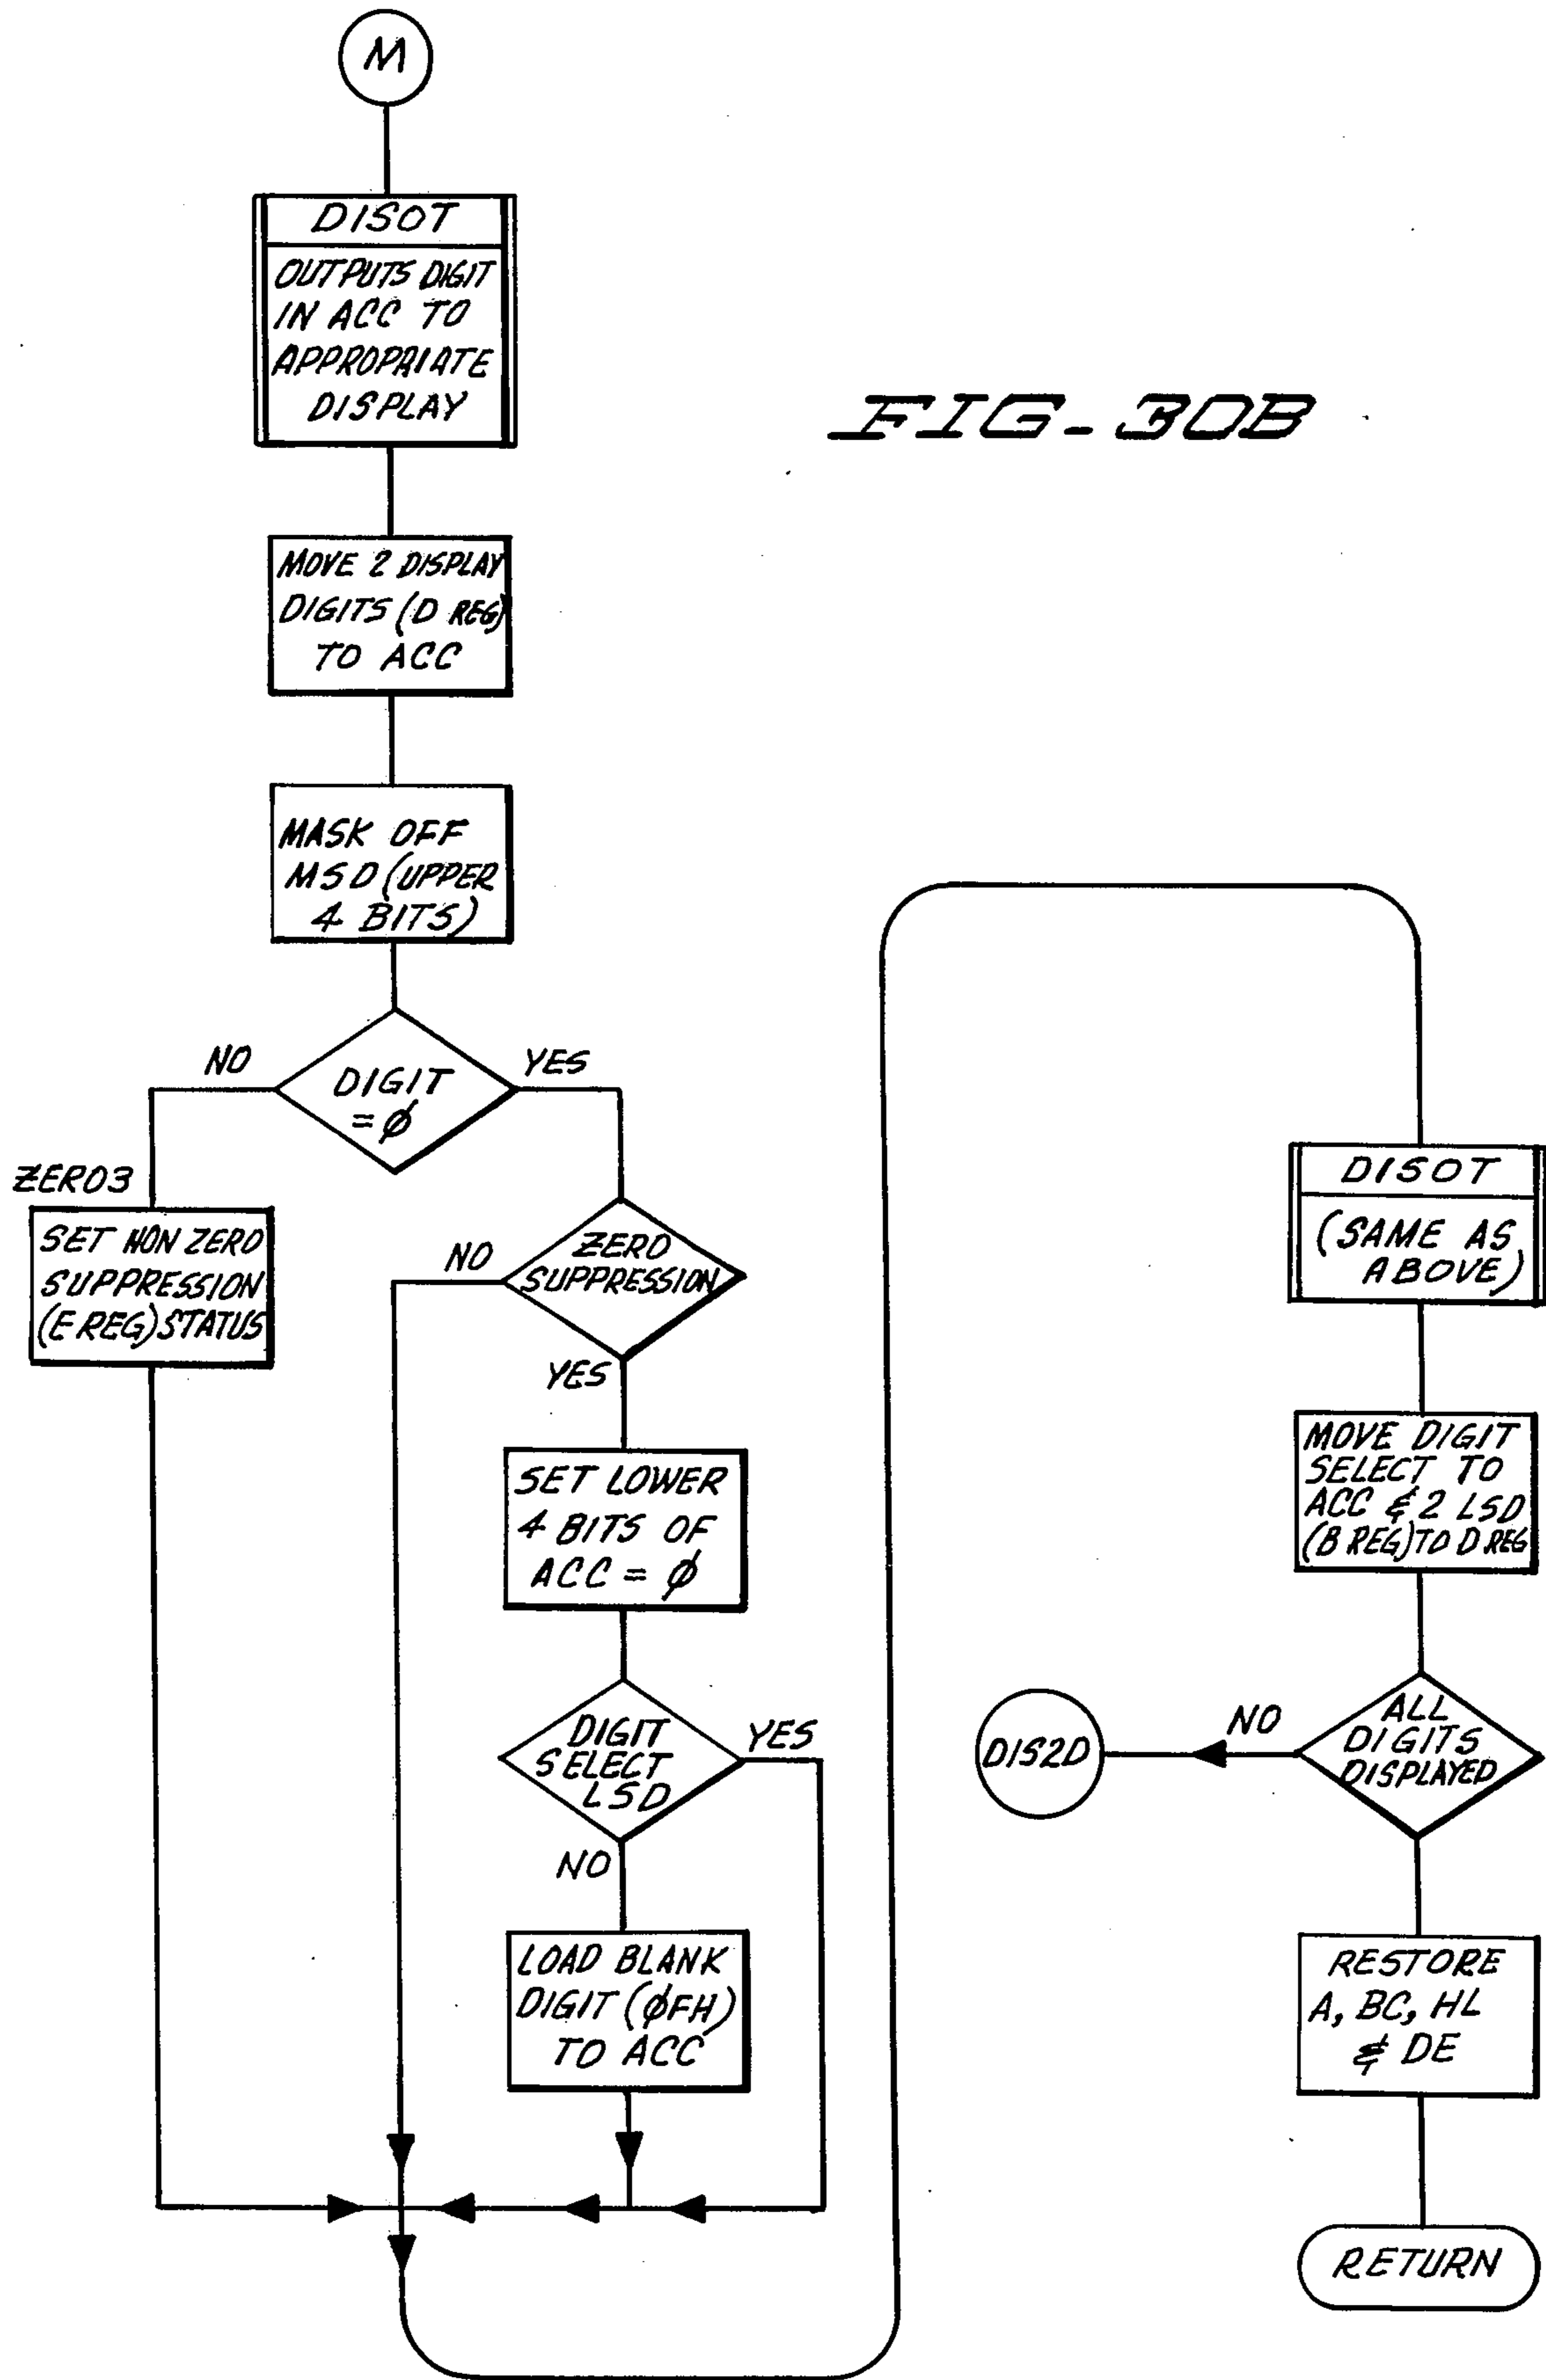 M
DISOT
OUTPUTS DIGIT
IN ACC TO
APPROPRIATE
DISPLAY
FIG-30B
MOVE 2 DISPLAY
DIGITS (D REG)
TO ACC
MASK OFF
MSD (UPPER
4 BITS)
NO
YES
DIGIT
= φ
ZERO3
SET NON ZERO
SUPPRESSION
(E REG) STATUS
NO
ZERO
SUPPRESSION
YES
SET LOWER
4 BITS OF
ACC = φ
DIGIT
SELECT
LSD
YES
NO
LOAD BLANK
DIGIT (φFH)
TO ACC
DISOT
(SAME AS
ABOVE)
MOVE DIGIT
SELECT TO
ACC & 2 LSD
(B REG) TO D REG
ALL
DIGITS
DISPLAYED
NO
DIS2D
RESTORE
A, BC, HL
& DE
RETURN